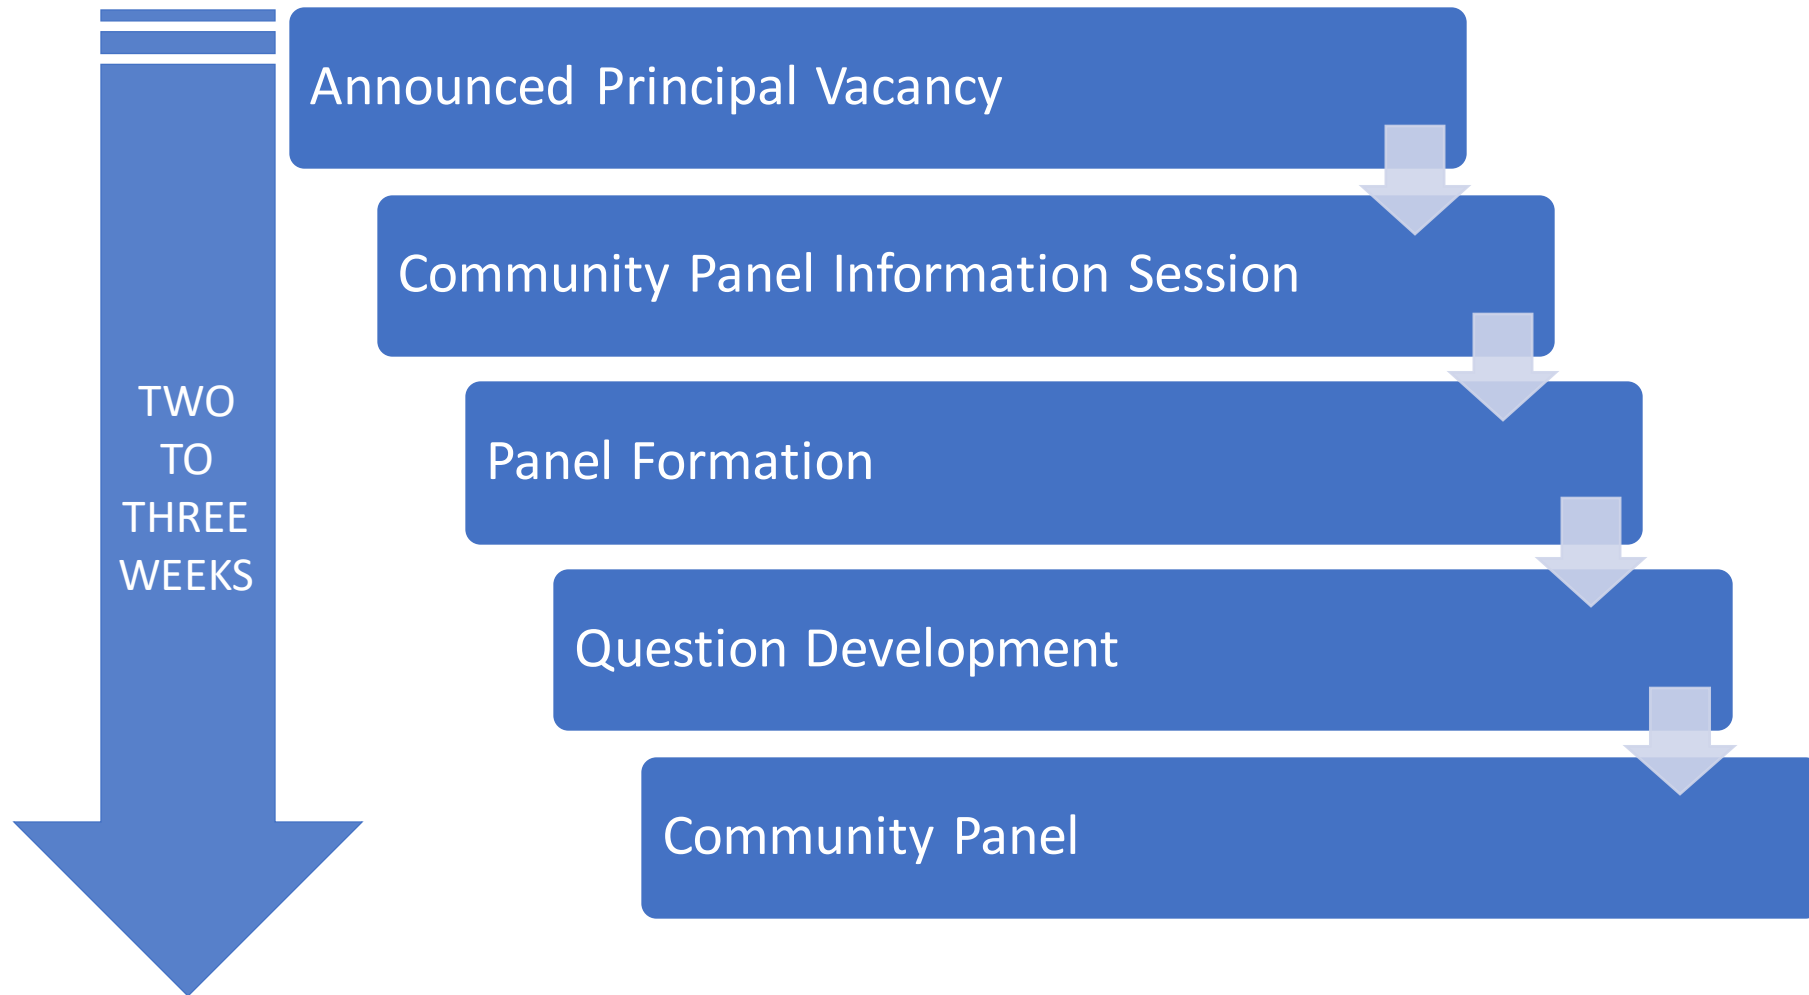 Announced Principal Vacancy
Community Panel Information Session
TWO
TO
THREE
WEEKS
Panel Formation
Question Development
Community Panel